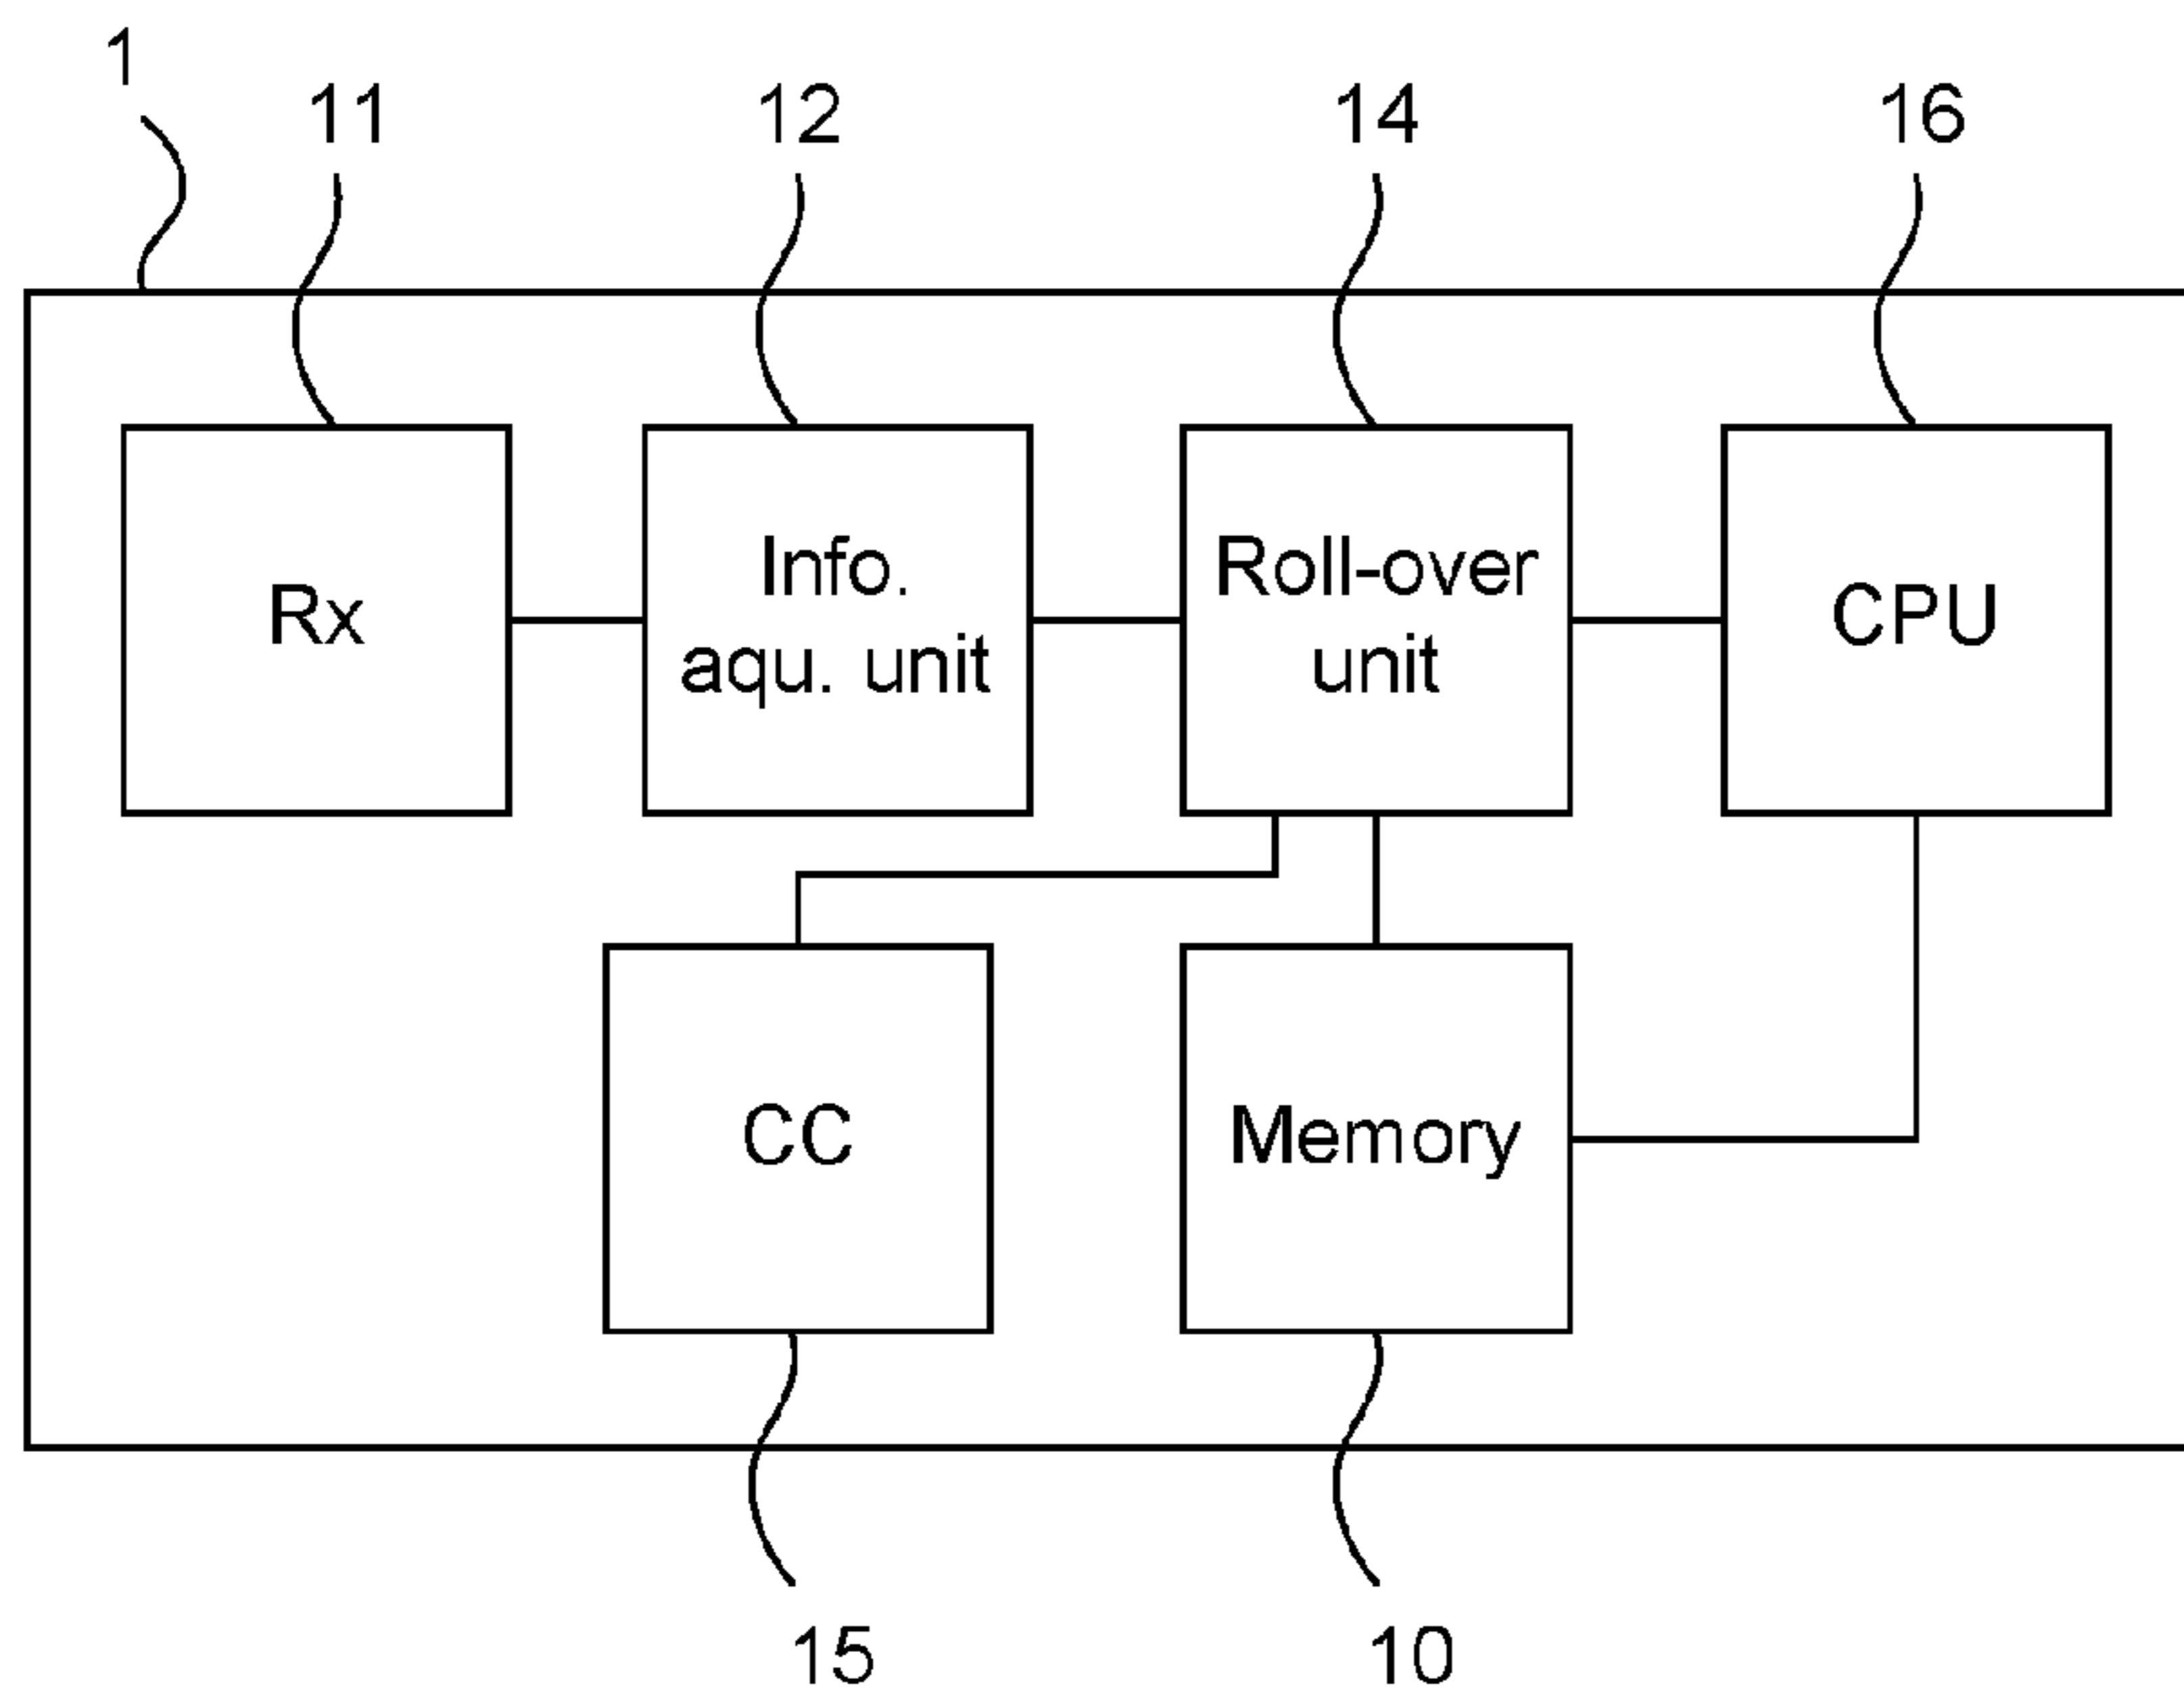 1
11
12
14
16
Rx
Info.
aqu. unit
Roll-over
unit
CPU
CC
Memory
15
10